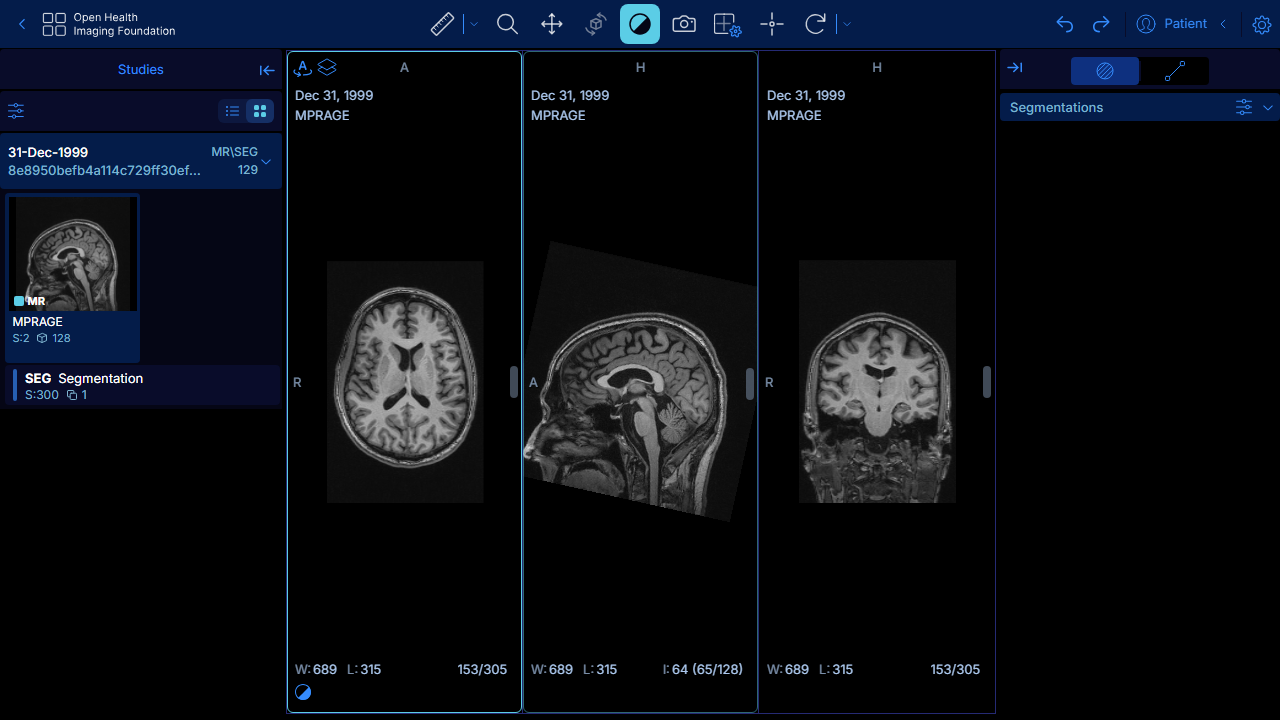 Open Health
Imaging Foundation
Patient
Studies
31-Dec-1999
MR\SEG
8e8950befb4a114c729ff30ef...
129
MR
MPRAGE
S:2 128
SEG Segmentation
S:300 1
A
Dec 31, 1999
MPRAGE
R
W:689 L:315 153/305
H
Dec 31, 1999
MPRAGE
A
W:689 L:315 I:64 (65/128)
H
Dec 31, 1999
MPRAGE
R
W:689 L:315 153/305
Segmentations